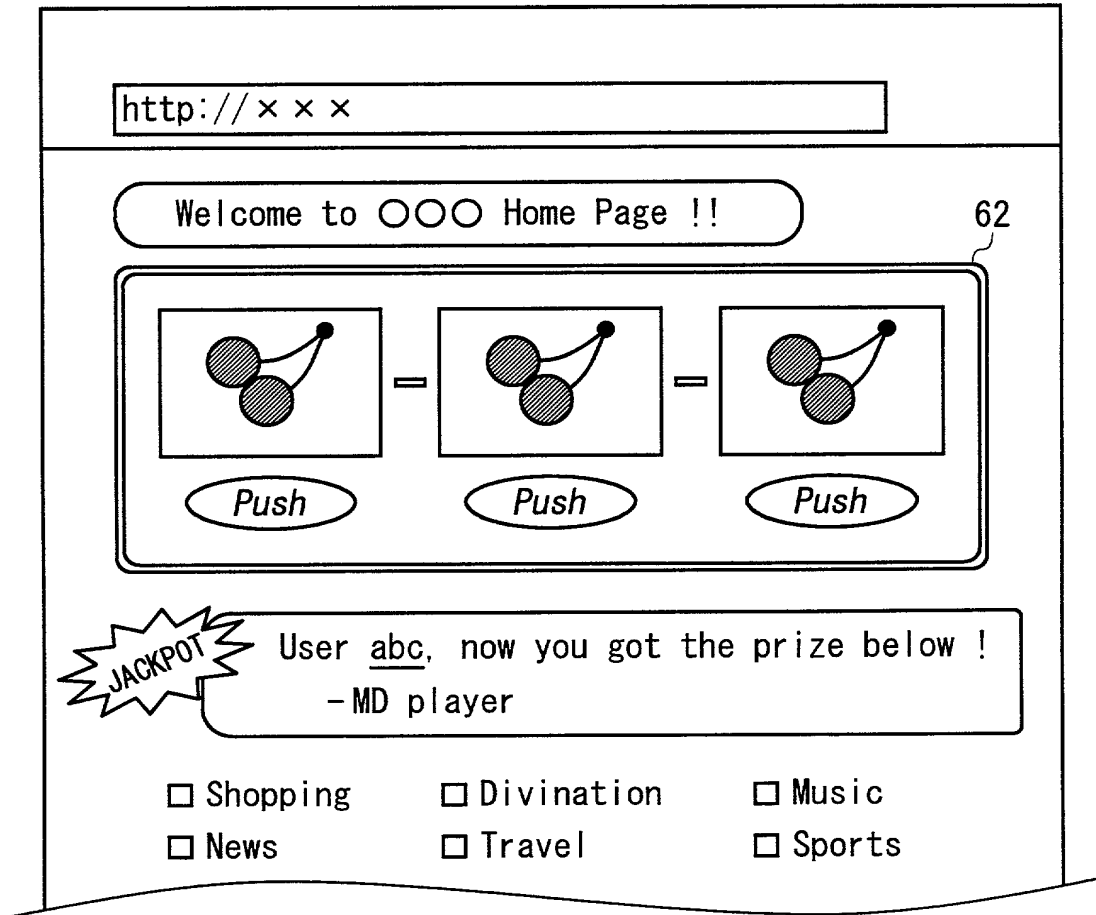 http://×××
Welcome to ○○○ Home Page !!
62
Push Push Push
JACKPOT
User abc, now you got the prize below !
–MD player
□ Shopping □ Divination □ Music
□ News □ Travel □ Sports